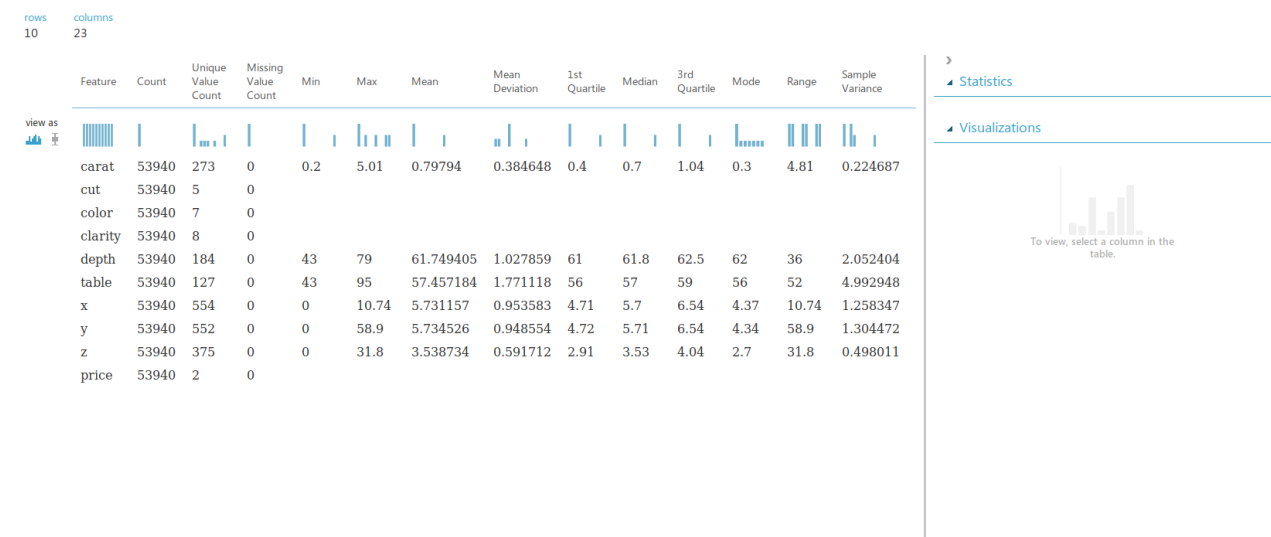 rows columns
10 23
Feature Count Unique Value Count Missing Value Count Min Max Mean Mean Deviation 1st Quartile Median 3rd Quartile Mode Range Sample Variance
view as
carat 53940 273 0 0.2 5.01 0.79794 0.384648 0.4 0.7 1.04 0.3 4.81 0.224687
cut 53940 5 0
color 53940 7 0
clarity 53940 8 0
depth 53940 184 0 43 79 61.749405 1.027859 61 61.8 62.5 62 36 2.052404
table 53940 127 0 43 95 57.457184 1.771118 56 57 59 56 52 4.992948
x 53940 554 0 0 10.74 5.731157 0.953583 4.71 5.7 6.54 4.37 10.74 1.258347
y 53940 552 0 0 58.9 5.734526 0.948554 4.72 5.71 6.54 4.34 58.9 1.304472
z 53940 375 0 0 31.8 3.538734 0.591712 2.91 3.53 4.04 2.7 31.8 0.498011
price 53940 2 0
Statistics
Visualizations
To view, select a column in the
table.